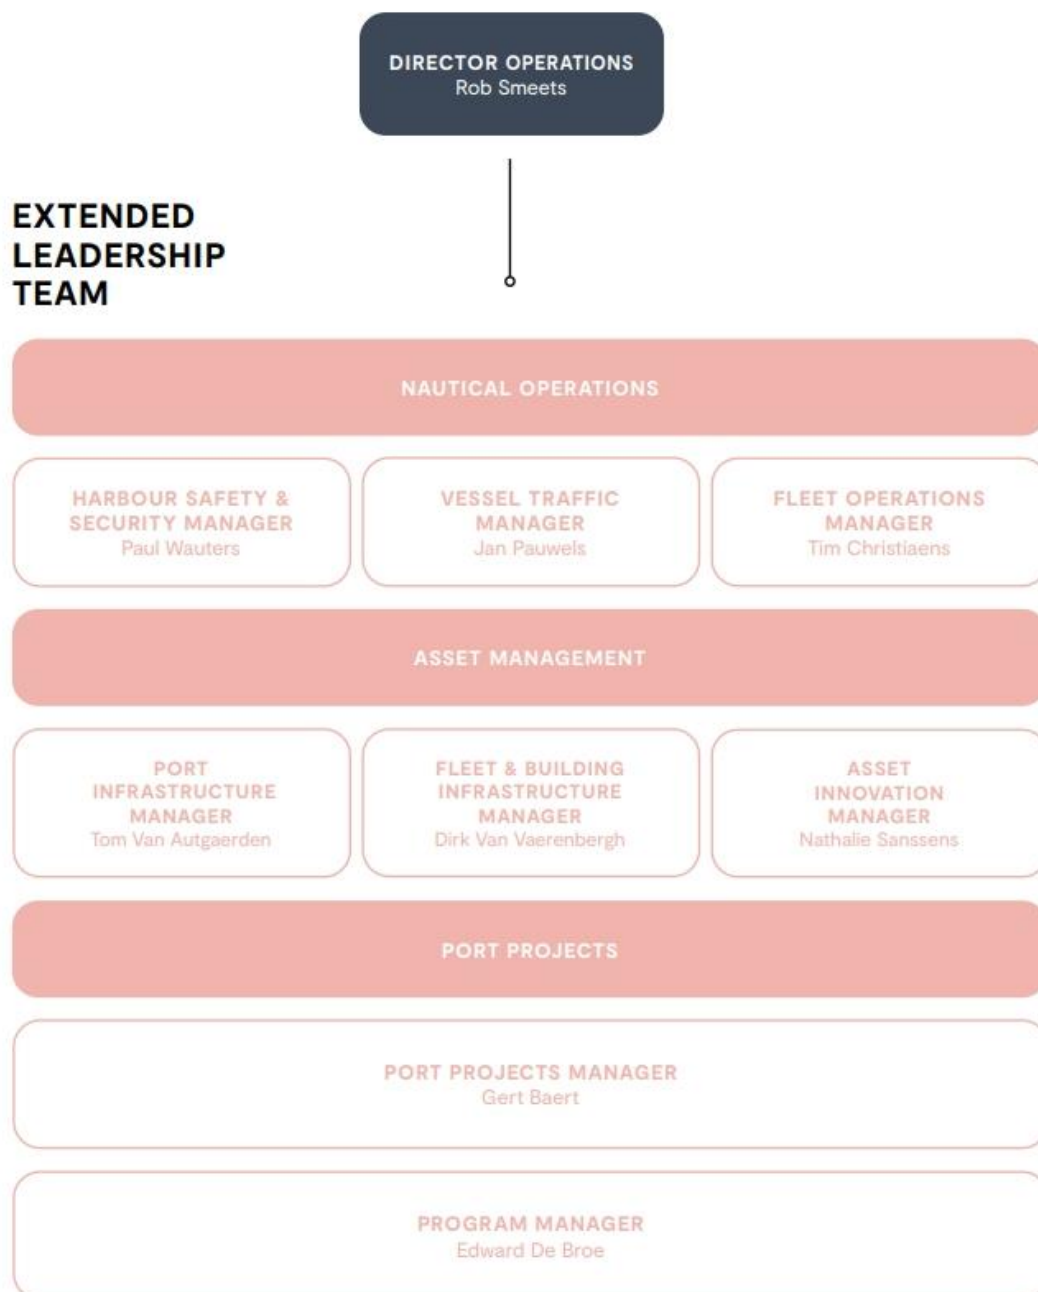 DIRECTOR OPERATIONS
Rob Smeets
EXTENDED
LEADERSHIP
TEAM
NAUTICAL OPERATIONS
HARBOUR SAFETY &
SECURITY MANAGER
Paul Wauters
VESSEL TRAFFIC
MANAGER
Jan Pauwels
FLEET OPERATIONS
MANAGER
Tim Christiaens
ASSET MANAGEMENT
PORT
INFRASTRUCTURE
MANAGER
Tom Van Autgaerden
FLEET & BUILDING
INFRASTRUCTURE
MANAGER
Dirk Van Vaerenbergh
ASSET
INNOVATION
MANAGER
Nathalie Sanssens
PORT PROJECTS
PORT PROJECTS MANAGER
Gert Baert
PROGRAM MANAGER
Edward De Broe